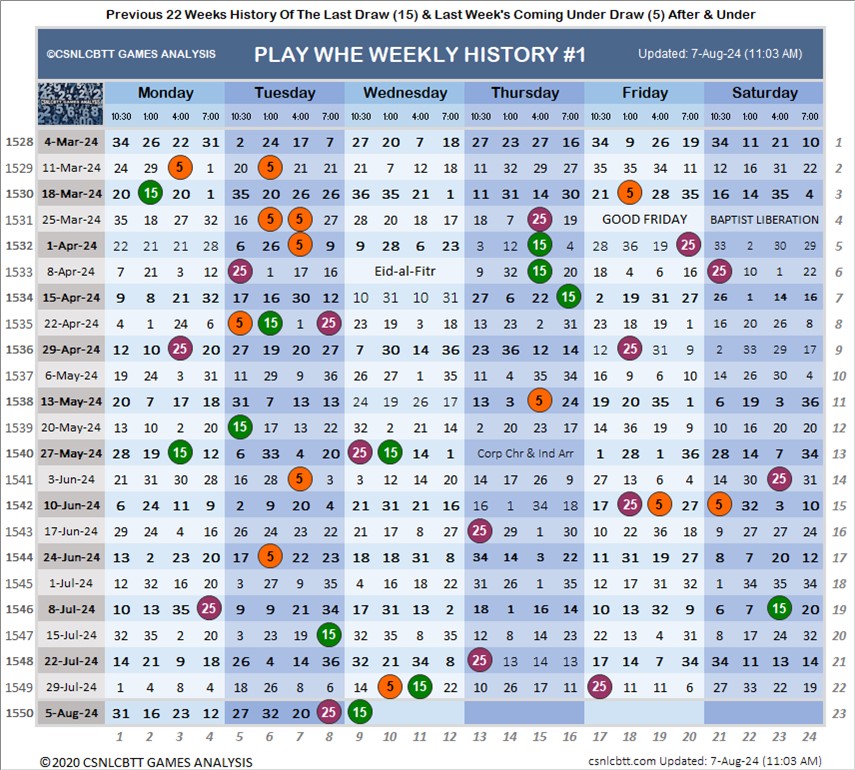 Previous 22 Weeks History Of The Last Draw (15) & Last Week's Coming Under Draw (5) After & Under
©CSNLCBTT GAMES ANALYSIS PLAY WHE WEEKLY HISTORY #1 Updated: 7-Aug-24 (11:03 AM)
CSNLCBTT GAMES ANALYSIS Monday Tuesday Wednesday Thursday Friday Saturday
10:30 1:00 4:00 7:00 10:30 1:00 4:00 7:00 10:30 1:00 4:00 7:00 10:30 1:00 4:00 7:00 10:30 1:00 4:00 7:00 10:30 1:00 4:00 7:00
1528 4-Mar-24 34 26 22 31 2 24 17 7 27 20 7 18 27 23 27 16 34 9 26 19 34 11 21 10 1
1529 11-Mar-24 24 29 5 1 20 5 21 21 21 7 12 18 11 32 29 27 35 35 34 11 12 16 31 22 2
1530 18-Mar-24 20 15 20 1 35 20 26 26 36 35 21 1 11 31 14 30 21 5 28 35 16 14 35 4 3
1531 25-Mar-24 35 18 27 32 16 5 5 27 28 20 18 17 18 7 25 19 GOOD FRIDAY BAPTIST LIBERATION 4
1532 1-Apr-24 22 21 21 28 6 26 5 9 9 28 6 23 3 12 15 4 28 36 19 25 33 2 30 29 5
1533 8-Apr-24 7 21 3 12 25 1 17 16 Eid-al-Fitr 9 32 15 20 18 4 6 16 25 10 1 22 6
1534 15-Apr-24 9 8 21 32 17 16 30 12 10 31 10 31 27 6 22 15 2 19 31 27 26 1 14 16 7
1535 22-Apr-24 4 1 24 6 5 15 1 25 23 19 3 18 13 23 2 31 33 18 19 1 16 20 26 8 8
1536 29-Apr-24 12 10 25 20 27 19 20 27 7 30 14 36 23 36 12 14 12 25 31 9 2 33 29 17 9
1537 6-May-24 19 24 4 31 11 29 9 36 26 27 1 35 11 4 35 34 16 9 6 10 14 26 30 4 10
1538 13-May-24 20 7 17 18 31 7 13 13 24 19 26 17 13 3 5 24 19 20 35 1 6 19 3 36 11
1539 20-May-24 13 10 2 20 15 17 13 22 32 2 21 14 2 20 23 17 14 36 19 9 10 16 20 20 12
1540 27-May-24 28 19 15 12 6 33 4 20 25 15 14 1 Corp Chr & Ind Arr 1 28 1 36 28 14 7 34 13
1541 3-Jun-24 21 31 30 28 16 28 5 3 3 12 14 20 14 17 26 9 27 13 6 4 14 30 25 31 14
1542 10-Jun-24 6 24 11 9 2 9 20 4 21 31 21 16 16 1 34 18 17 25 5 27 5 32 3 10 15
1543 17-Jun-24 29 24 4 16 26 24 23 22 21 17 8 27 25 29 1 30 10 22 36 18 9 27 27 24 16
1544 24-Jun-24 13 2 23 20 17 5 22 23 18 18 31 8 34 14 3 22 11 31 19 27 8 7 20 12 17
1545 1-Jul-24 12 32 16 20 3 27 9 35 4 16 18 22 31 26 1 35 12 17 31 32 1 34 35 34 18
1546 8-Jul-24 10 13 35 25 9 9 21 34 17 31 13 2 18 1 16 14 10 13 32 9 6 7 15 20 19
1547 15-Jul-24 32 35 2 20 3 23 19 15 32 35 8 35 12 8 14 23 22 13 4 31 8 17 24 32 20
1548 22-Jul-24 14 21 9 18 26 4 14 36 32 21 34 8 25 13 14 13 17 14 7 34 34 11 13 14 21
1549 29-Jul-24 1 4 8 4 18 26 8 6 14 5 15 22 10 26 17 11 25 11 11 6 27 33 22 19 22
1550 5-Aug-24 31 16 23 12 27 32 20 25 15 23
1 2 3 4 5 6 7 8 9 10 11 12 13 14 15 16 17 18 19 20 21 22 23 24
©2020 CSNLCBTT GAMES ANALYSIS csnlcbtt.com Updated: 7-Aug-24 (11:03 AM)